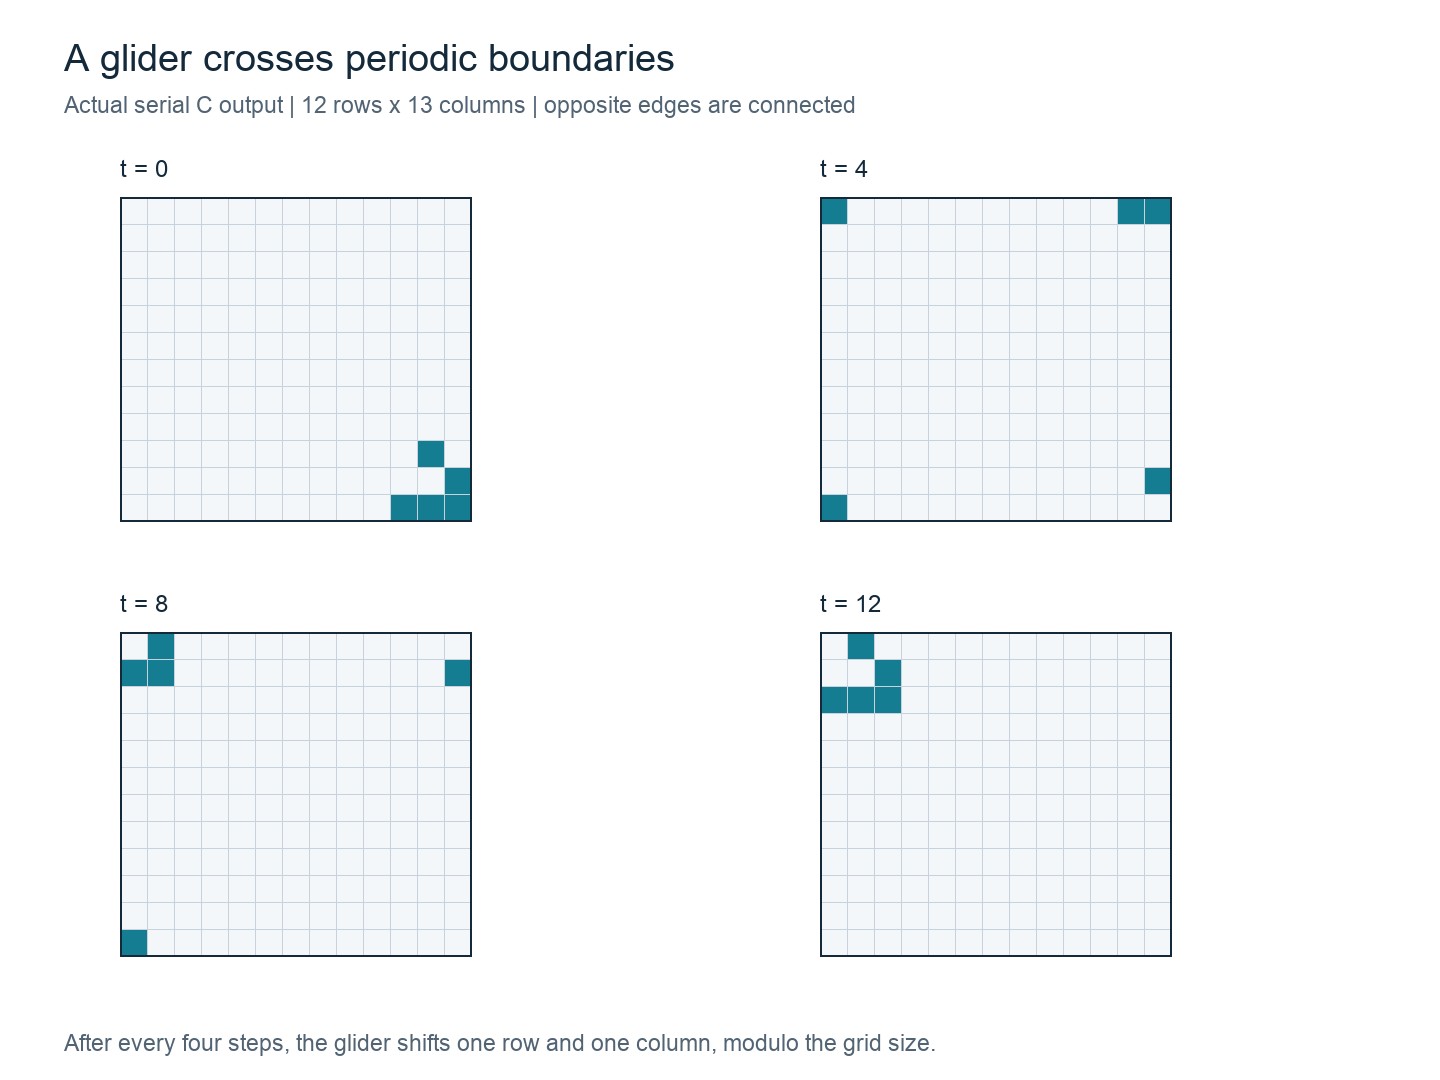 A glider crosses periodic boundaries
Actual serial C output | 12 rows x 13 columns | opposite edges are connected
t = 0
t = 4
t = 8
t = 12
After every four steps, the glider shifts one row and one column, modulo the grid size.